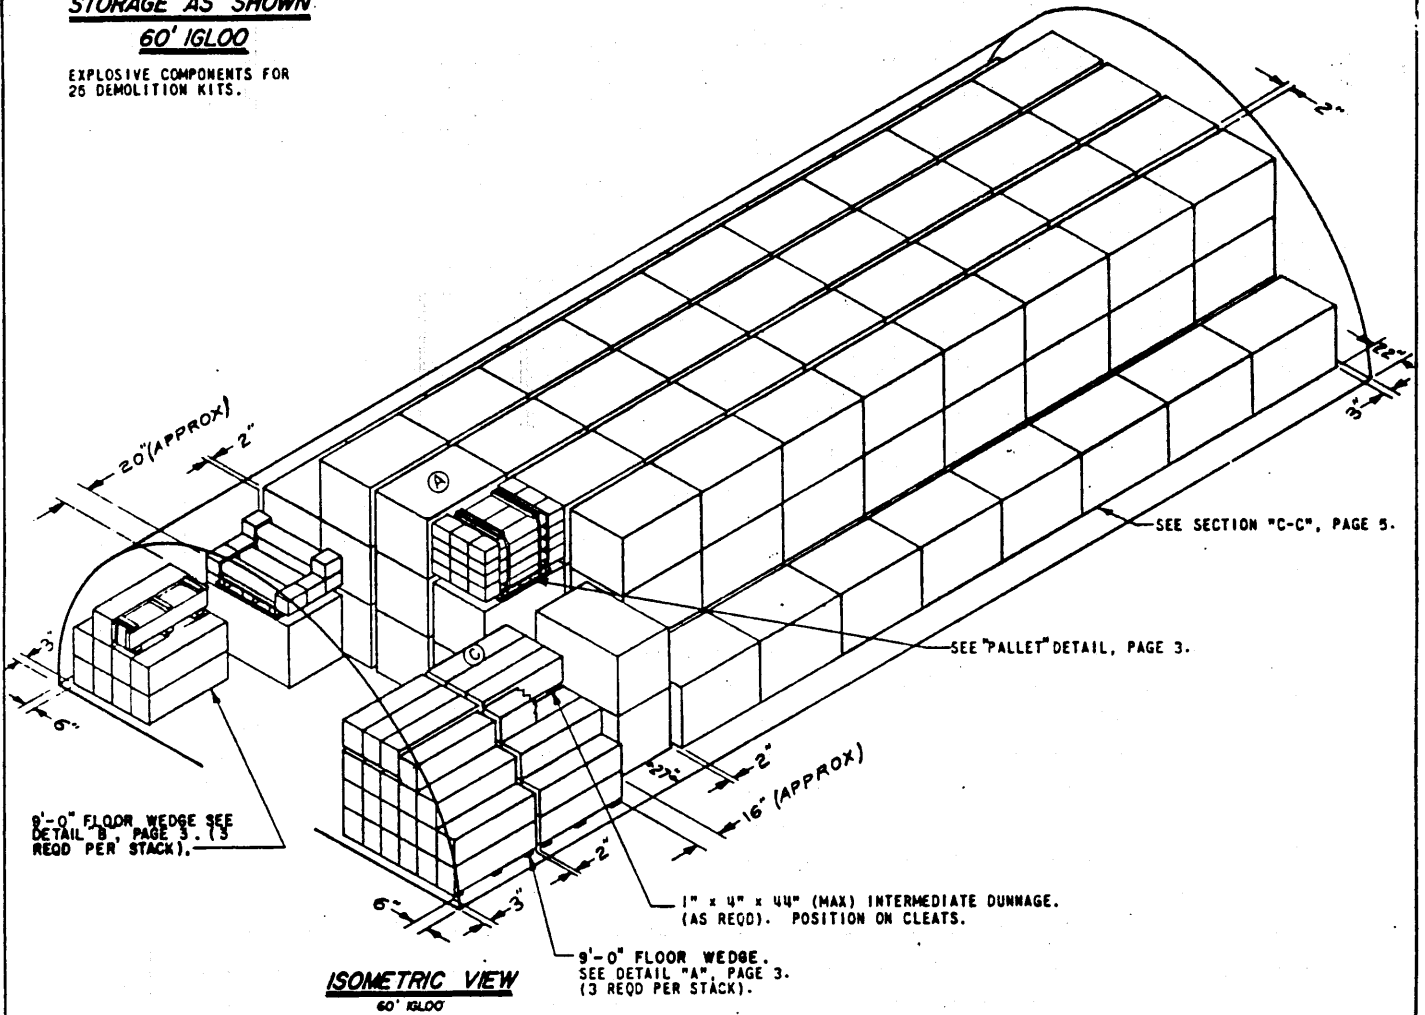 STORAGE AS SHOWN
60' IGLOO
EXPLOSIVE COMPONENTS FOR
25 DEMOLITION KITS.
2"
20"(APPROX)
2"
A
22"
3"
SEE SECTION "C-C", PAGE 5.
SEE "PALLET" DETAIL, PAGE 3.
C
3"
6"
27"
2"
16" (APPROX)
9'-0" FLOOR WEDGE SEE
DETAIL "B", PAGE 3. (3
REQD PER STACK).
2"
6"
3"
1" x 4" x 44" (MAX) INTERMEDIATE DUNNAGE.
(AS REQD). POSITION ON CLEATS.
9'-0" FLOOR WEDGE.
SEE DETAIL "A", PAGE 3.
(3 REQD PER STACK).
ISOMETRIC VIEW
60' IGLOO